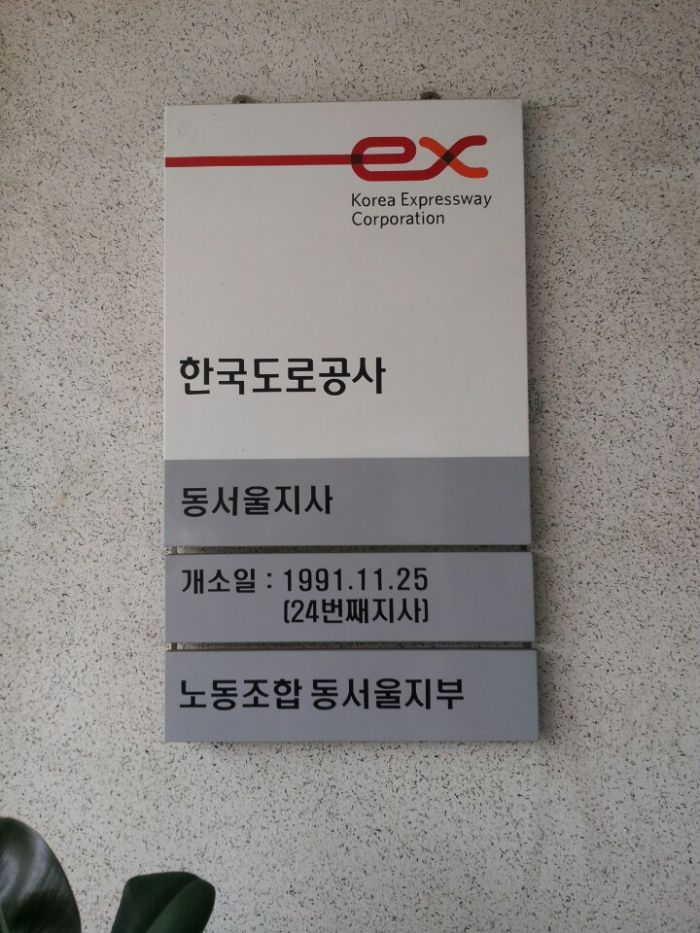 ex
Korea Expressway
Corporation
한국도로공사
동서울지사
개소일 : 1991.11.25
(24번째지사)
노동조합 동서울지부